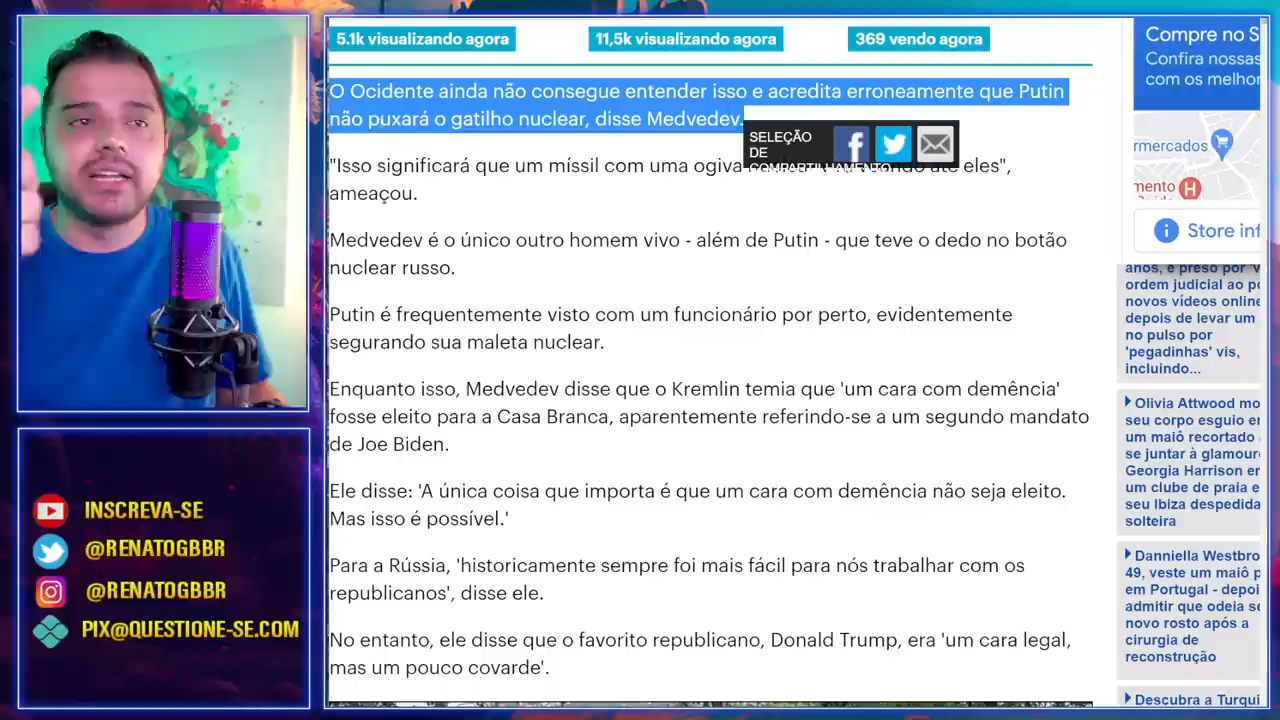 5.1k visualizando agora
11,5k visualizando agora
369 vendo agora
O Ocidente ainda não consegue entender isso e acredita erroneamente que Putin
não puxará o gatilho nuclear, disse Medvedev.
SELEÇÃO
DE
COMPARTILHAMENTO
"Isso significará que um míssil com uma ogiva até eles",
ameaçou.
Medvedev é o único outro homem vivo - além de Putin - que teve o dedo no botão
nuclear russo.
Putin é frequentemente visto com um funcionário por perto, evidentemente
segurando sua maleta nuclear.
Enquanto isso, Medvedev disse que o Kremlin temia que 'um cara com demência'
fosse eleito para a Casa Branca, aparentemente referindo-se a um segundo mandato
de Joe Biden.
Ele disse: 'A única coisa que importa é que um cara com demência não seja eleito.
Mas isso é possível.'
Para a Rússia, 'historicamente sempre foi mais fácil para nós trabalhar com os
republicanos', disse ele.
No entanto, ele disse que o favorito republicano, Donald Trump, era 'um cara legal,
mas um pouco covarde'.
Compre no S
Confira nossas
com os melhor
rmercados
mento
H
Store inf
anos, é preso por 'v
ordem judicial ao po
novos vídeos online
depois de levar um
no pulso por
'pegadinhas' vis,
incluindo...
Olivia Attwood mo
seu corpo esguio em
um maiô recortado
se juntar à glamour
Georgia Harrison em
um clube de praia e
seu Ibiza despedida
solteira
Danniella Westbro
49, veste um maiô p
em Portugal - depoi
admitir que odeia se
novo rosto após a
cirurgia de
reconstrução
Descubra a Turqui
INSCREVA-SE
@RENATOGBBR
@RENATOGBBR
PIX@QUESTIONE-SE.COM